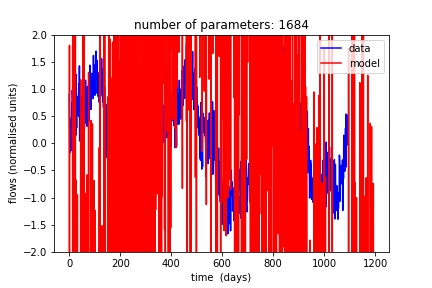 number of parameters: 1684
data
model
2.0
1.5
1.0
0.5
0.0
−0.5
−1.0
−1.5
−2.0
flows (normalised units)
0 200 400 600 800 1000 1200
time (days)